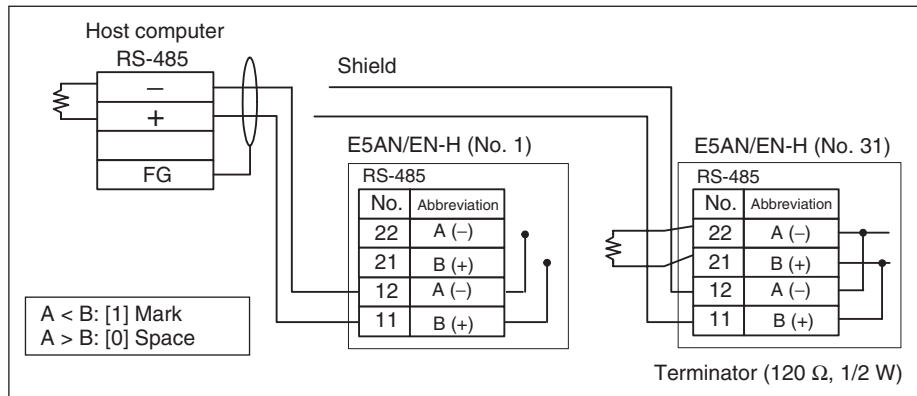 Host computer
RS-485
−
+
FG
Shield
E5AN/EN-H (No. 1)
RS-485
No. Abbreviation
22 A (−)
21 B (+)
12 A (−)
11 B (+)
E5AN/EN-H (No. 31)
RS-485
No. Abbreviation
22 A (−)
21 B (+)
12 A (−)
11 B (+)
A < B: [1] Mark
A > B: [0] Space
Terminator (120 Ω, 1/2 W)